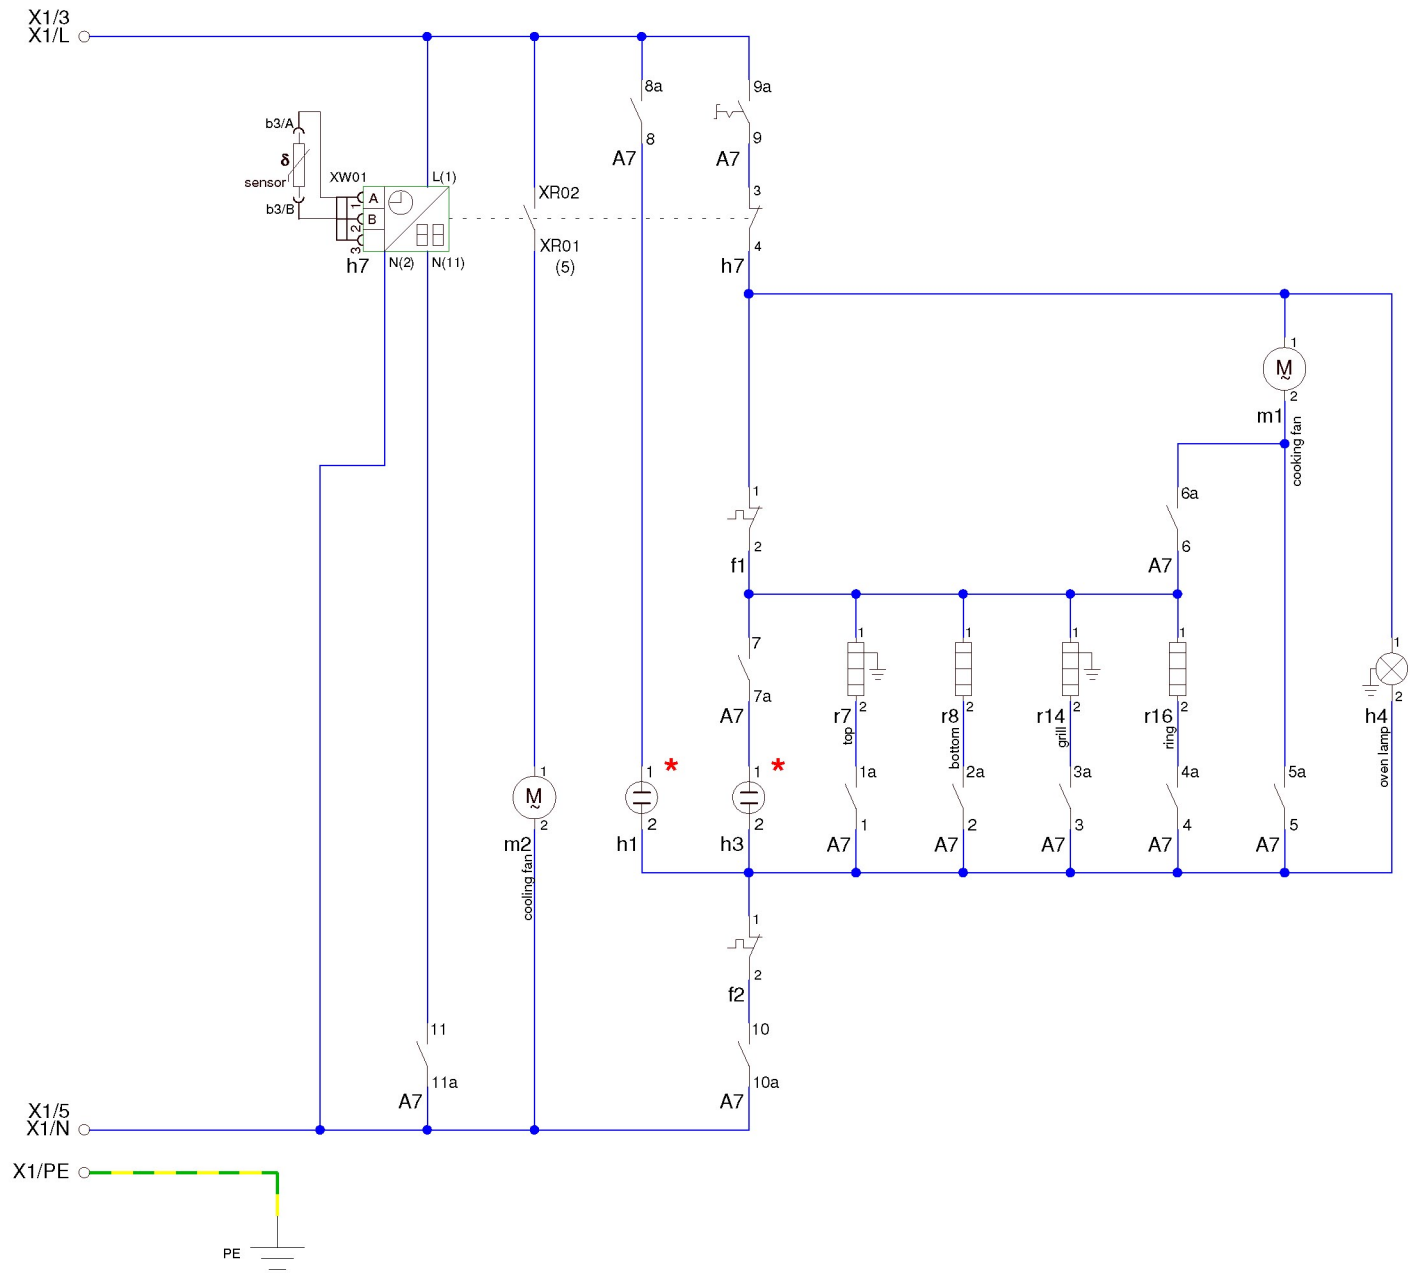 X1/3
X1/L
8a
9a
b3/A
8
9
A7
A7
δ
sensor
XW01
L(1)
3
XR02
b3/B
A
1
B
2
3
XR01
4
h7
N(2)
N(11)
(5)
h7
1
M
~
2
m1
cooking fan
1
6a
2
6
f1
A7
7
1
1
1
1
1
7a
2
2
2
2
2
A7
r7
r8
r14
r16
h4
top
bottom
grill
ring
oven lamp
1
1
*
1
*
1a
2a
3a
4a
5a
M
~
2
2
2
1
2
3
4
5
m2
h1
h3
A7
A7
A7
A7
A7
cooling fan
1
2
f2
11
10
11a
10a
A7
A7
X1/5
X1/N
X1/PE
PE